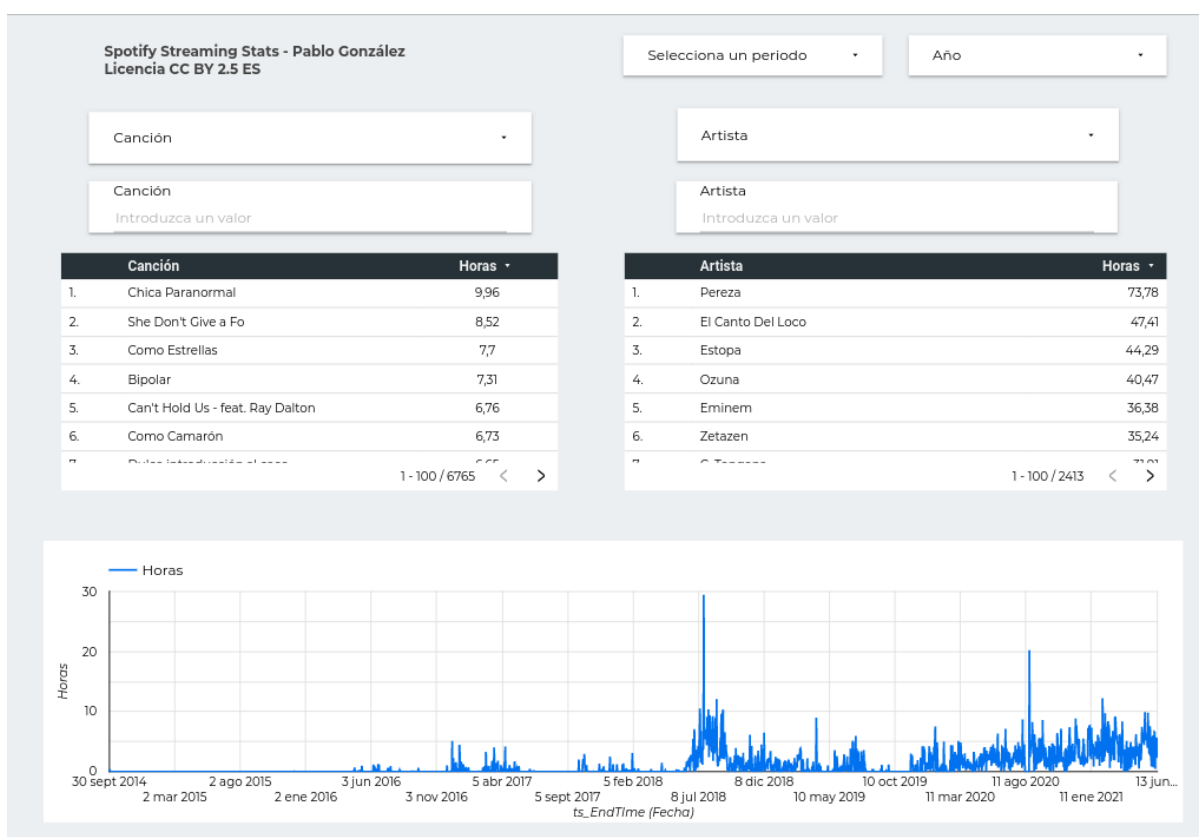 Spotify Streaming Stats - Pablo González
Licencia CC BY 2.5 ES
Selecciona un periodo
Año
Canción
Artista
Canción
Introduzca un valor
Artista
Introduzca un valor
Canción Horas
1. Chica Paranormal 9,96
2. She Don't Give a Fo 8,52
3. Como Estrellas 7,7
4. Bipolar 7,31
5. Can't Hold Us - feat. Ray Dalton 6,76
6. Como Camarón 6,73
1 - 100 / 6765
Artista Horas
1. Pereza 73,78
2. El Canto Del Loco 47,41
3. Estopa 44,29
4. Ozuna 40,47
5. Eminem 36,38
6. Zetazen 35,24
1 - 100 / 2413
Horas
30
20
10
0
Horas
30 sept 2014 2 ago 2015 3 jun 2016 5 abr 2017 5 feb 2018 8 dic 2018 10 oct 2019 11 ago 2020 13 jun...
2 mar 2015 2 ene 2016 3 nov 2016 5 sept 2017 8 jul 2018 10 may 2019 11 mar 2020 11 ene 2021
ts_EndTIme (Fecha)